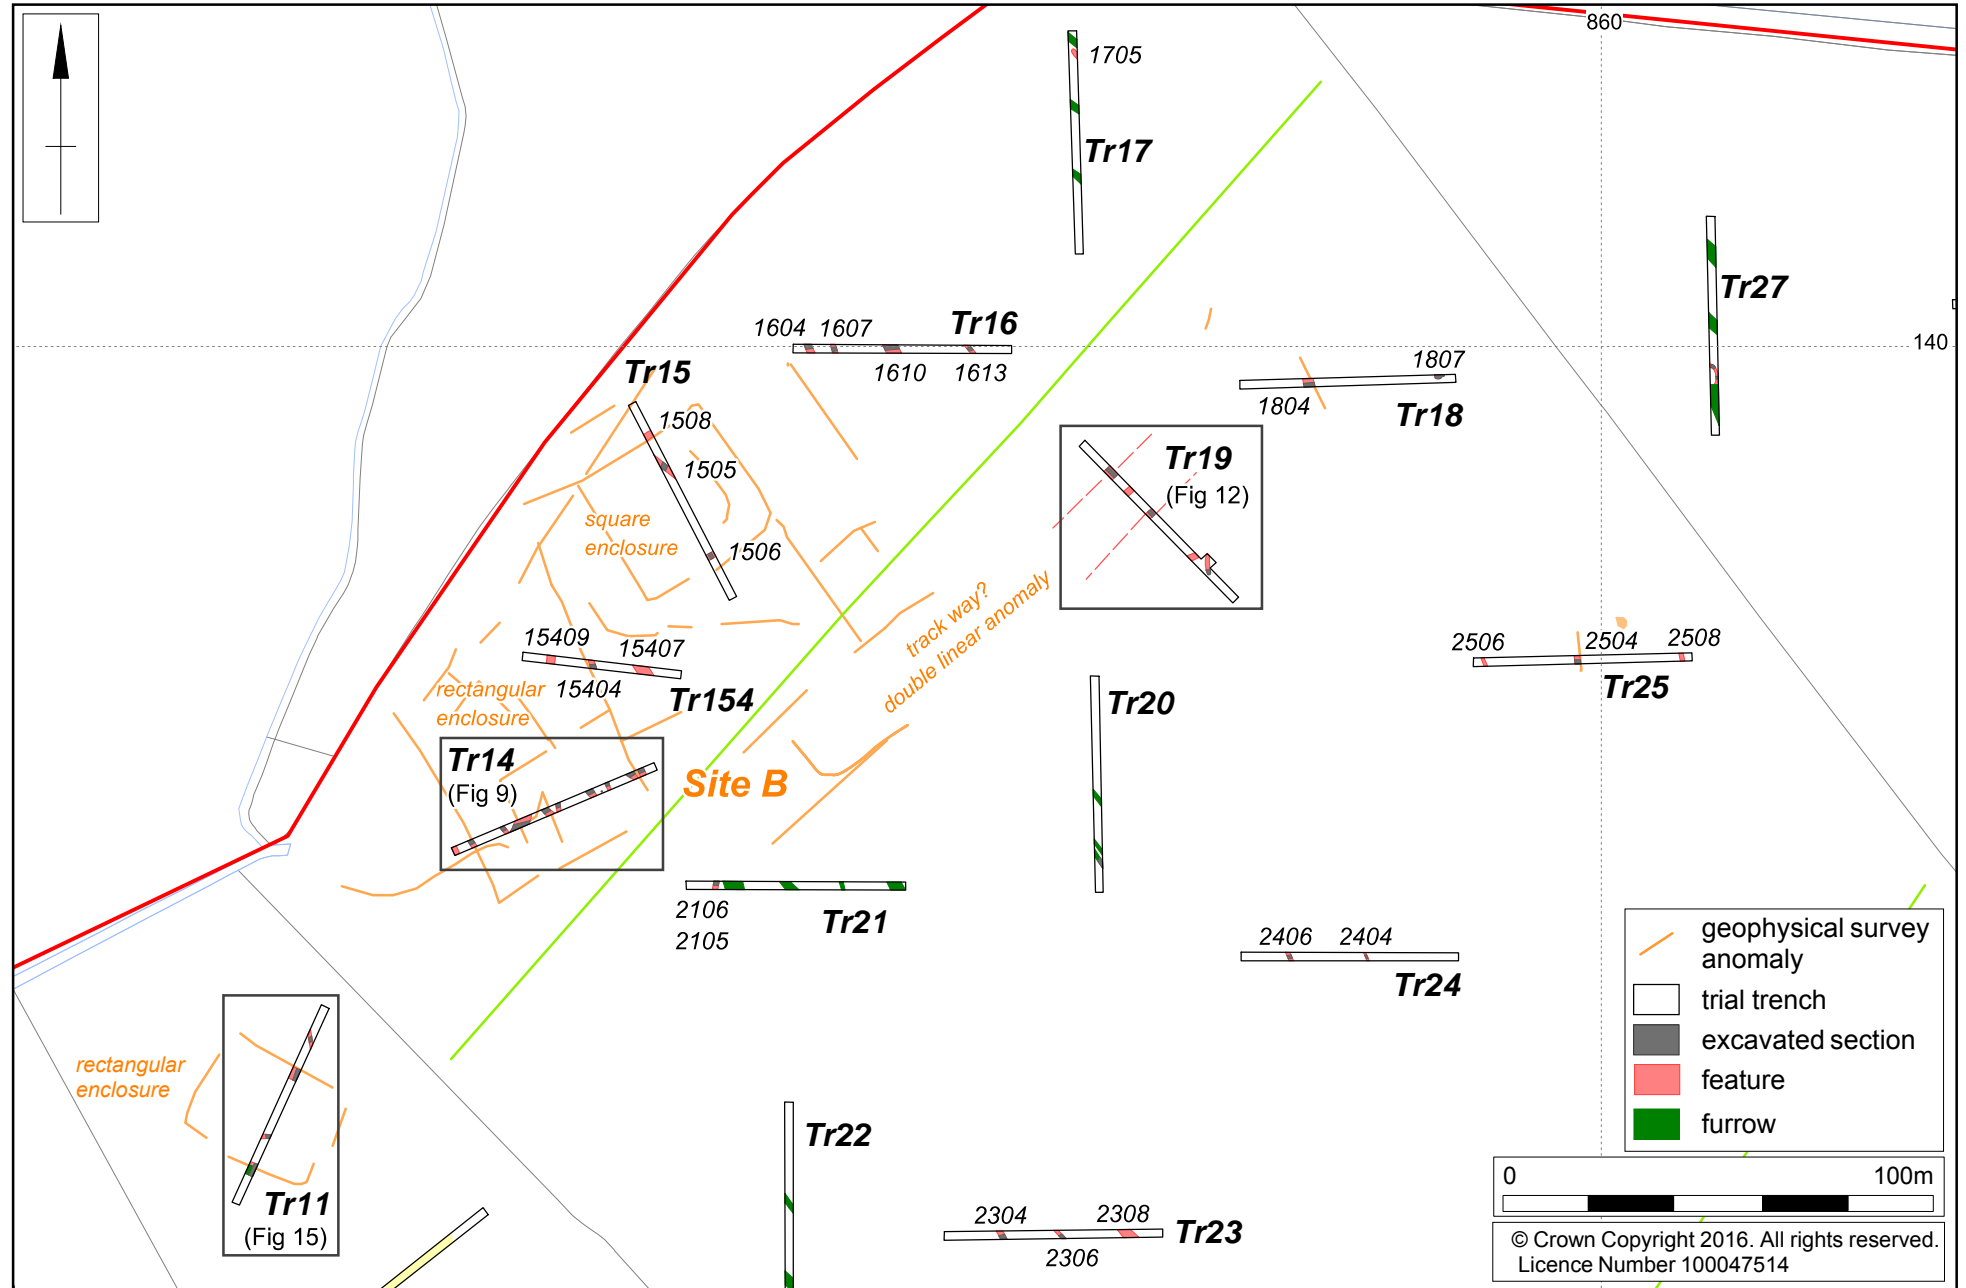 860
1705
Tr17
Tr27
1604 1607
Tr16
140
1610 1613
Tr15
1807
1804
Tr18
1508
1505
square
enclosure
1506
Tr19
(Fig 12)
track way?
double linear anomaly
15409 15407
15404
Tr154
rectangular
enclosure
2506 2504 2508
Tr25
Tr20
Tr14
(Fig 9)
Site B
2106
2105
Tr21
2406 2404
Tr24
rectangular
enclosure
Tr11
(Fig 15)
Tr22
2304 2308
2306
Tr23
geophysical survey
anomaly
trial trench
excavated section
feature
furrow
0 100m
© Crown Copyright 2016. All rights reserved.
Licence Number 100047514